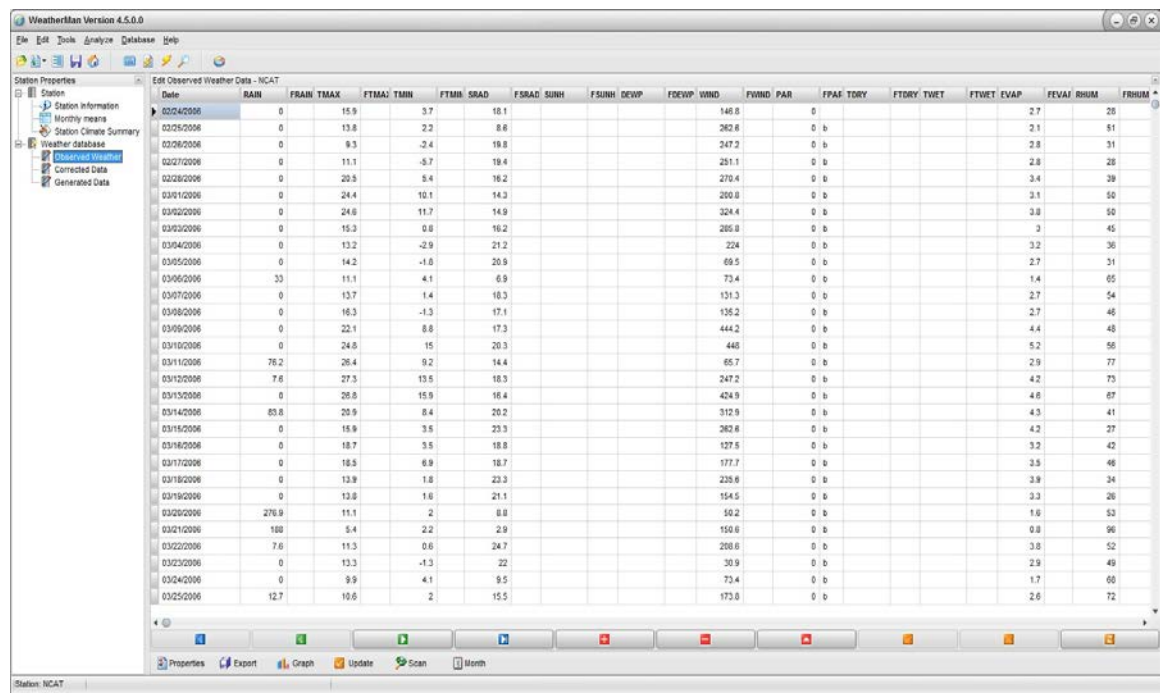 WeatherMan Version 4.5.0.0
File Edit Tools Analyze Database Help
Station Properties
Station
Station Information
Monthly means
Station Climate Summary
Weather database
Observed Weather
Corrected Data
Generated Data
Edit Observed Weather Data - NCAT
Date RAIN FRAIN TMAX FTMAX TMIN FTMIN SRAD FSRAD SUNH FSUNH DEWP FDEWP WIND FWIND PAR FPAR TDRY FTDRY TWET FTWET EVAP FEVAP RHUM FRHUM
02/24/2006 0 15.9 3.7 18.1 146.8 0 2.7 28
02/25/2006 0 13.8 2.2 8.6 262.6 0 b 2.1 51
02/26/2006 0 9.3 -2.4 19.8 247.2 0 b 2.8 31
02/27/2006 0 11.1 -5.7 19.4 251.1 0 b 2.8 28
02/28/2006 0 20.5 5.4 16.2 270.4 0 b 3.4 39
03/01/2006 0 24.4 10.1 14.3 200.8 0 b 3.1 50
03/02/2006 0 24.6 11.7 14.9 324.4 0 b 3.8 50
03/03/2006 0 15.3 0.8 16.2 285.8 0 b 3 45
03/04/2006 0 13.2 -2.9 21.2 224 0 b 3.2 36
03/05/2006 0 14.2 -1.8 20.9 69.5 0 b 2.7 31
03/06/2006 33 11.1 4.1 6.9 73.4 0 b 1.4 65
03/07/2006 0 13.7 1.4 18.3 131.3 0 b 2.7 54
03/08/2006 0 16.3 -1.3 17.1 135.2 0 b 2.7 46
03/09/2006 0 22.1 8.8 17.3 444.2 0 b 4.4 48
03/10/2006 0 24.8 15 20.3 448 0 b 5.2 56
03/11/2006 76.2 26.4 9.2 14.4 65.7 0 b 2.9 77
03/12/2006 7.6 27.3 13.5 18.3 247.2 0 b 4.2 73
03/13/2006 0 26.8 15.9 16.4 424.9 0 b 4.6 67
03/14/2006 83.8 20.9 8.4 20.2 312.9 0 b 4.3 41
03/15/2006 0 15.9 3.5 23.3 262.6 0 b 4.2 27
03/16/2006 0 18.7 3.5 18.8 127.5 0 b 3.2 42
03/17/2006 0 18.5 6.9 18.7 177.7 0 b 3.5 46
03/18/2006 0 13.9 1.8 23.3 235.6 0 b 3.9 34
03/19/2006 0 13.8 1.6 21.1 154.5 0 b 3.3 26
03/20/2006 276.9 11.1 2 8.8 50.2 0 b 1.6 53
03/21/2006 188 5.4 2.2 2.9 150.6 0 b 0.8 96
03/22/2006 7.6 11.3 0.6 24.7 208.6 0 b 3.8 52
03/23/2006 0 13.3 -1.3 22 30.9 0 b 2.9 49
03/24/2006 0 9.9 4.1 9.5 73.4 0 b 1.7 60
03/25/2006 12.7 10.6 2 15.5 173.8 0 b 2.6 72
Properties Export Graph Update Scan Month
Station: NCAT